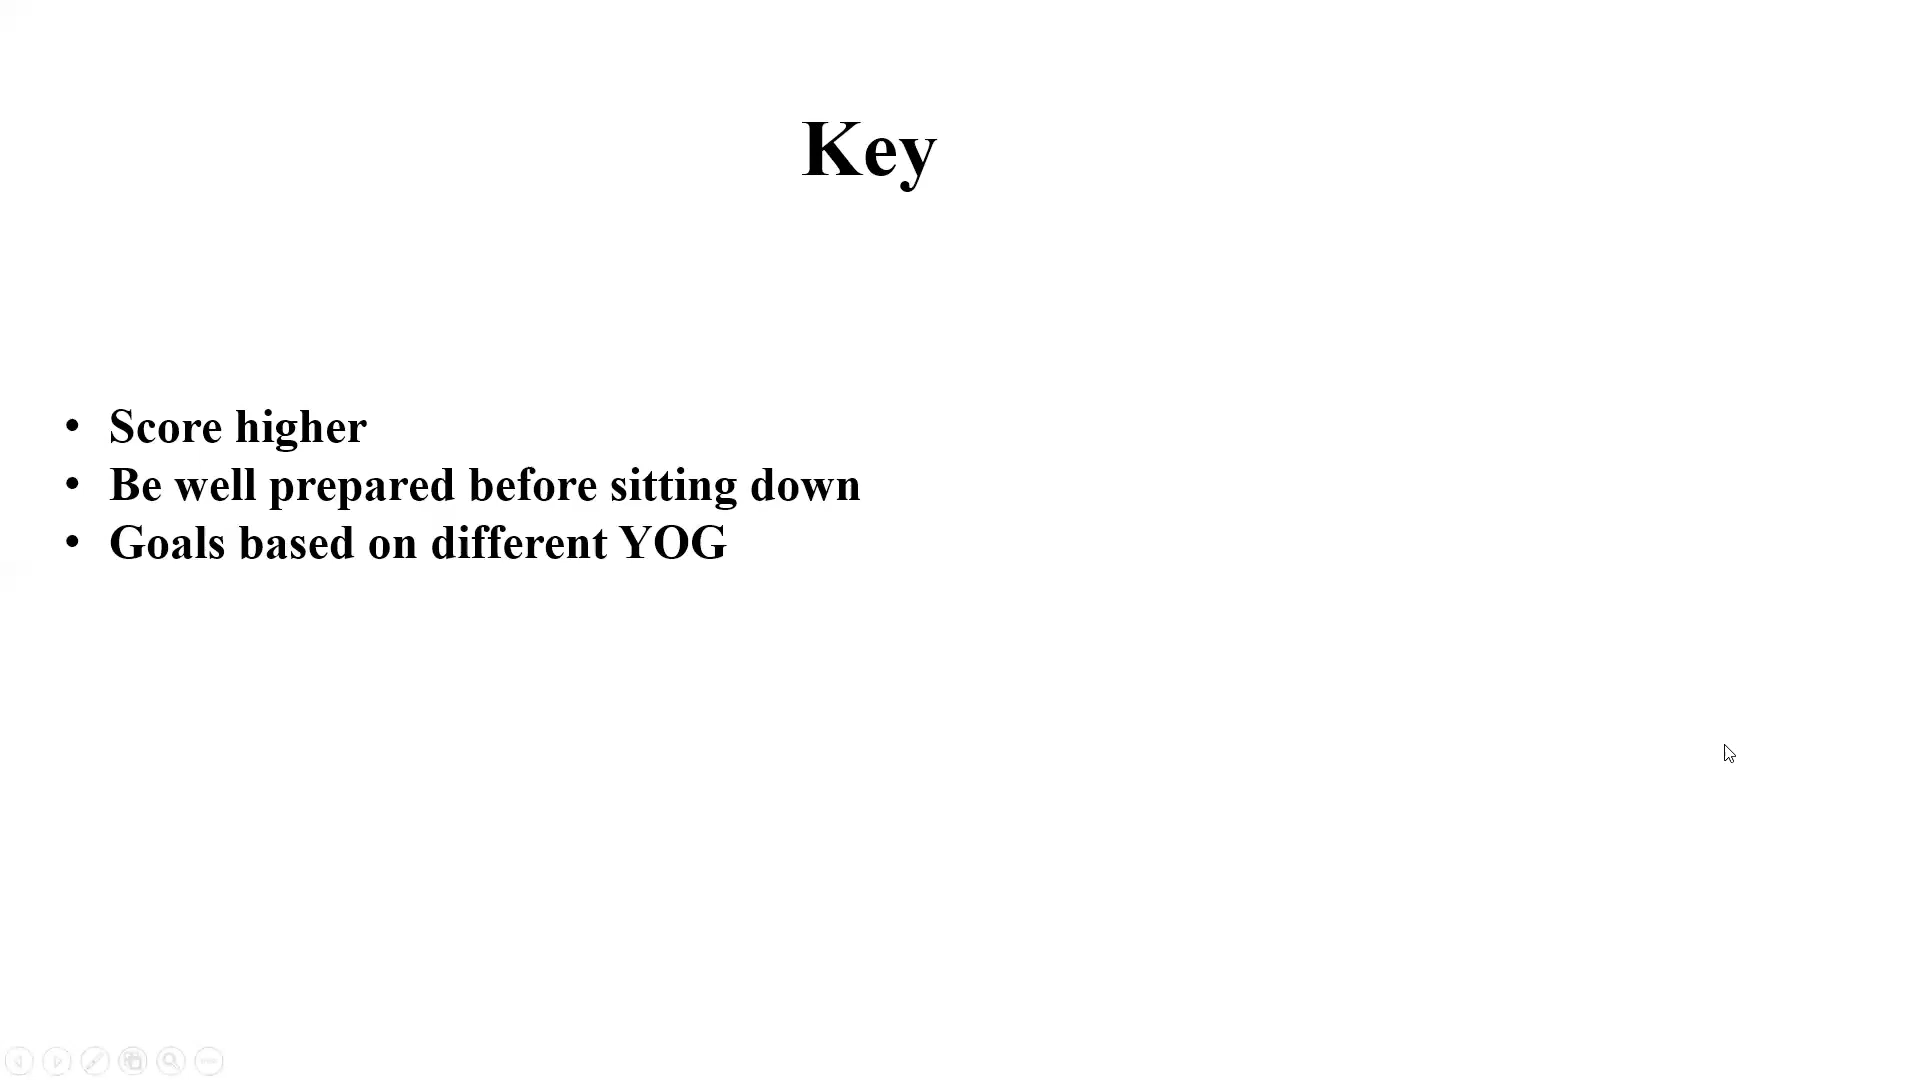 Key
• Score higher
• Be well prepared before sitting down
• Goals based on different YOG